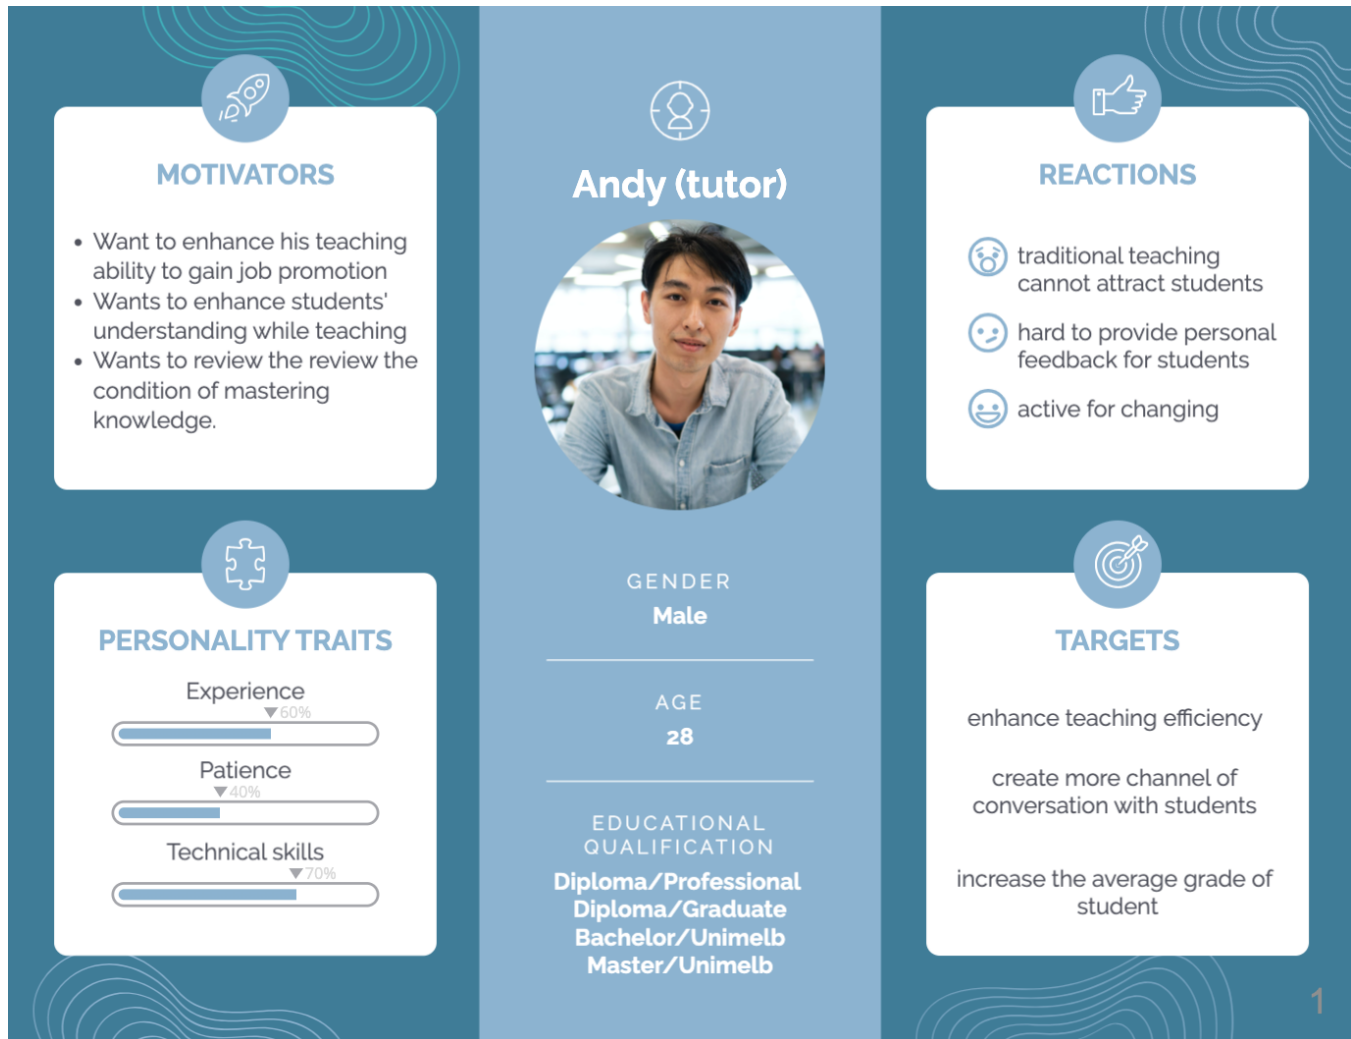 MOTIVATORS
• Want to enhance his teaching
ability to gain job promotion
• Wants to enhance students'
understanding while teaching
• Wants to review the review the
condition of mastering
knowledge.
PERSONALITY TRAITS
Experience
60%
Patience
40%
Technical skills
70%
Andy (tutor)
GENDER
Male
AGE
28
EDUCATIONAL
QUALIFICATION
Diploma/Professional
Diploma/Graduate
Bachelor/Unimelb
Master/Unimelb
REACTIONS
traditional teaching
cannot attract students
hard to provide personal
feedback for students
active for changing
TARGETS
enhance teaching efficiency
create more channel of
conversation with students
increase the average grade of
student
1